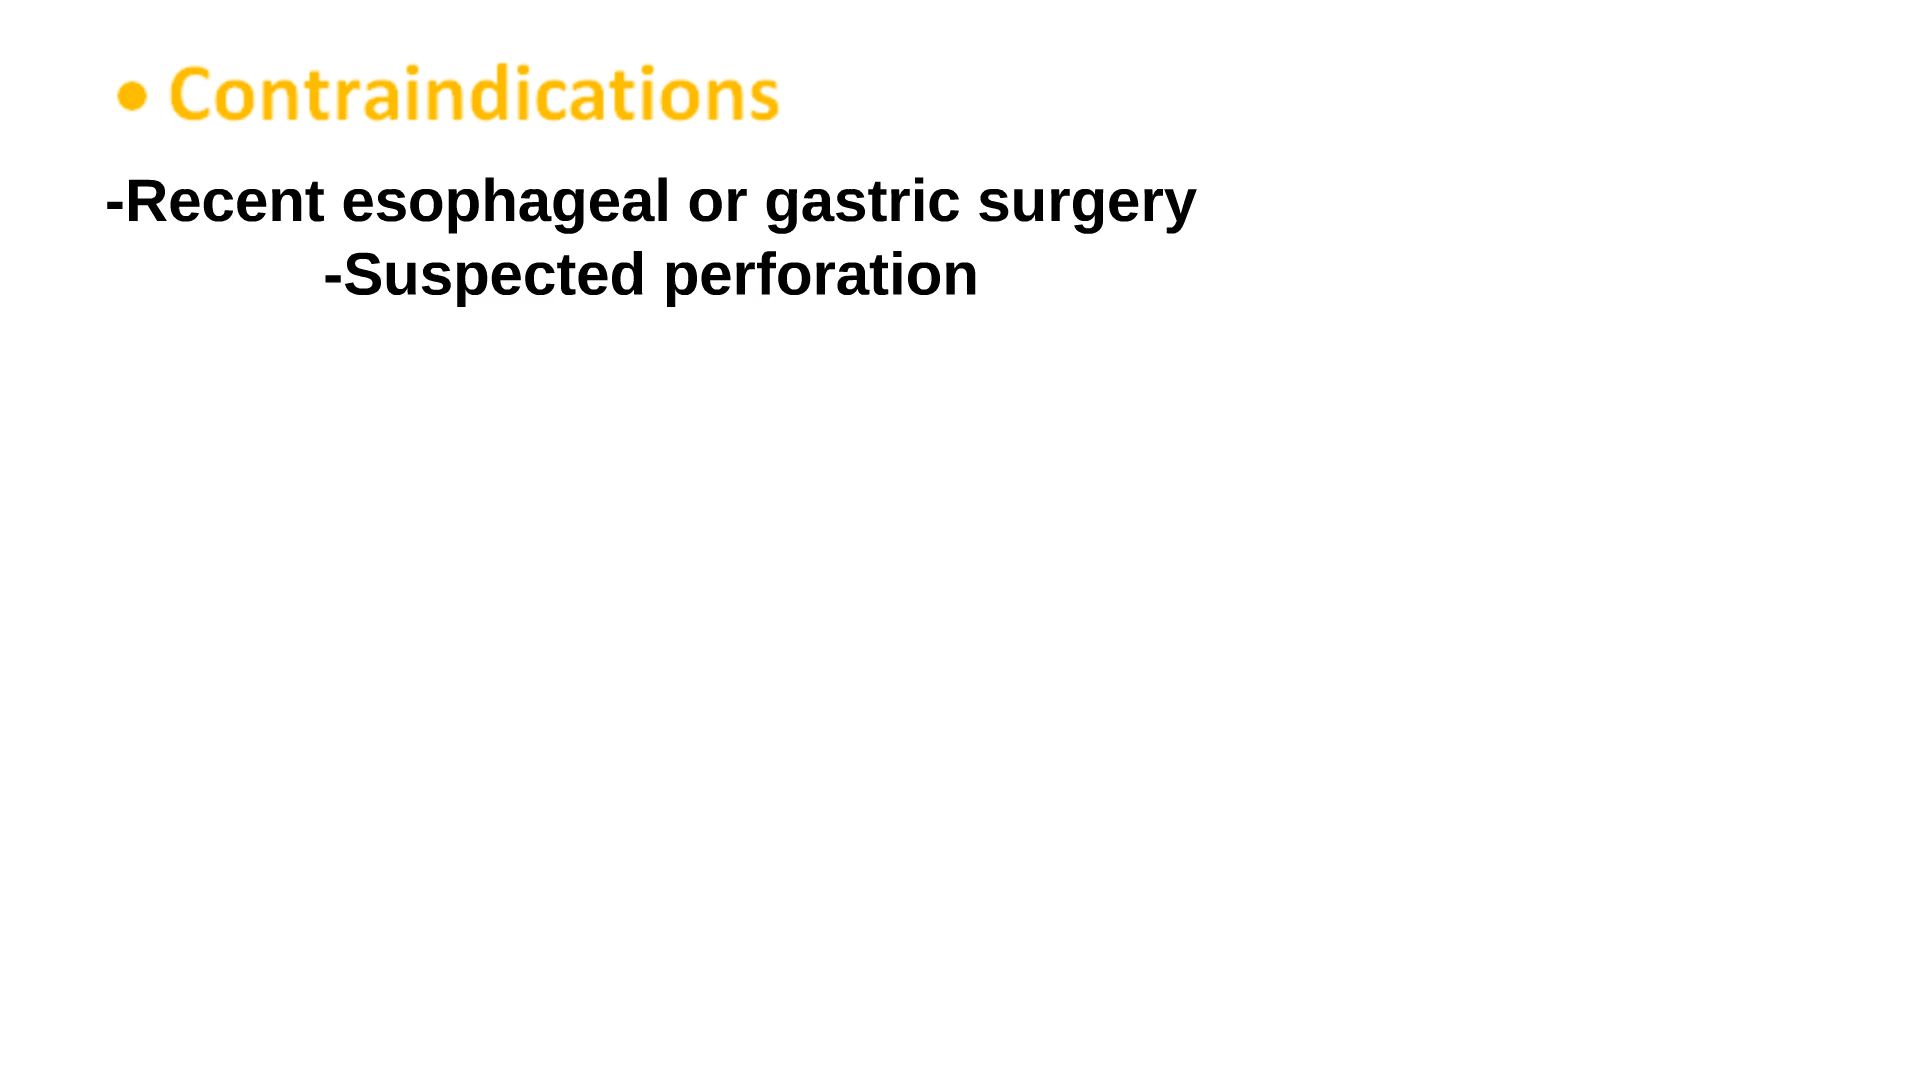 • Contraindications
-Recent esophageal or gastric surgery
-Suspected perforation